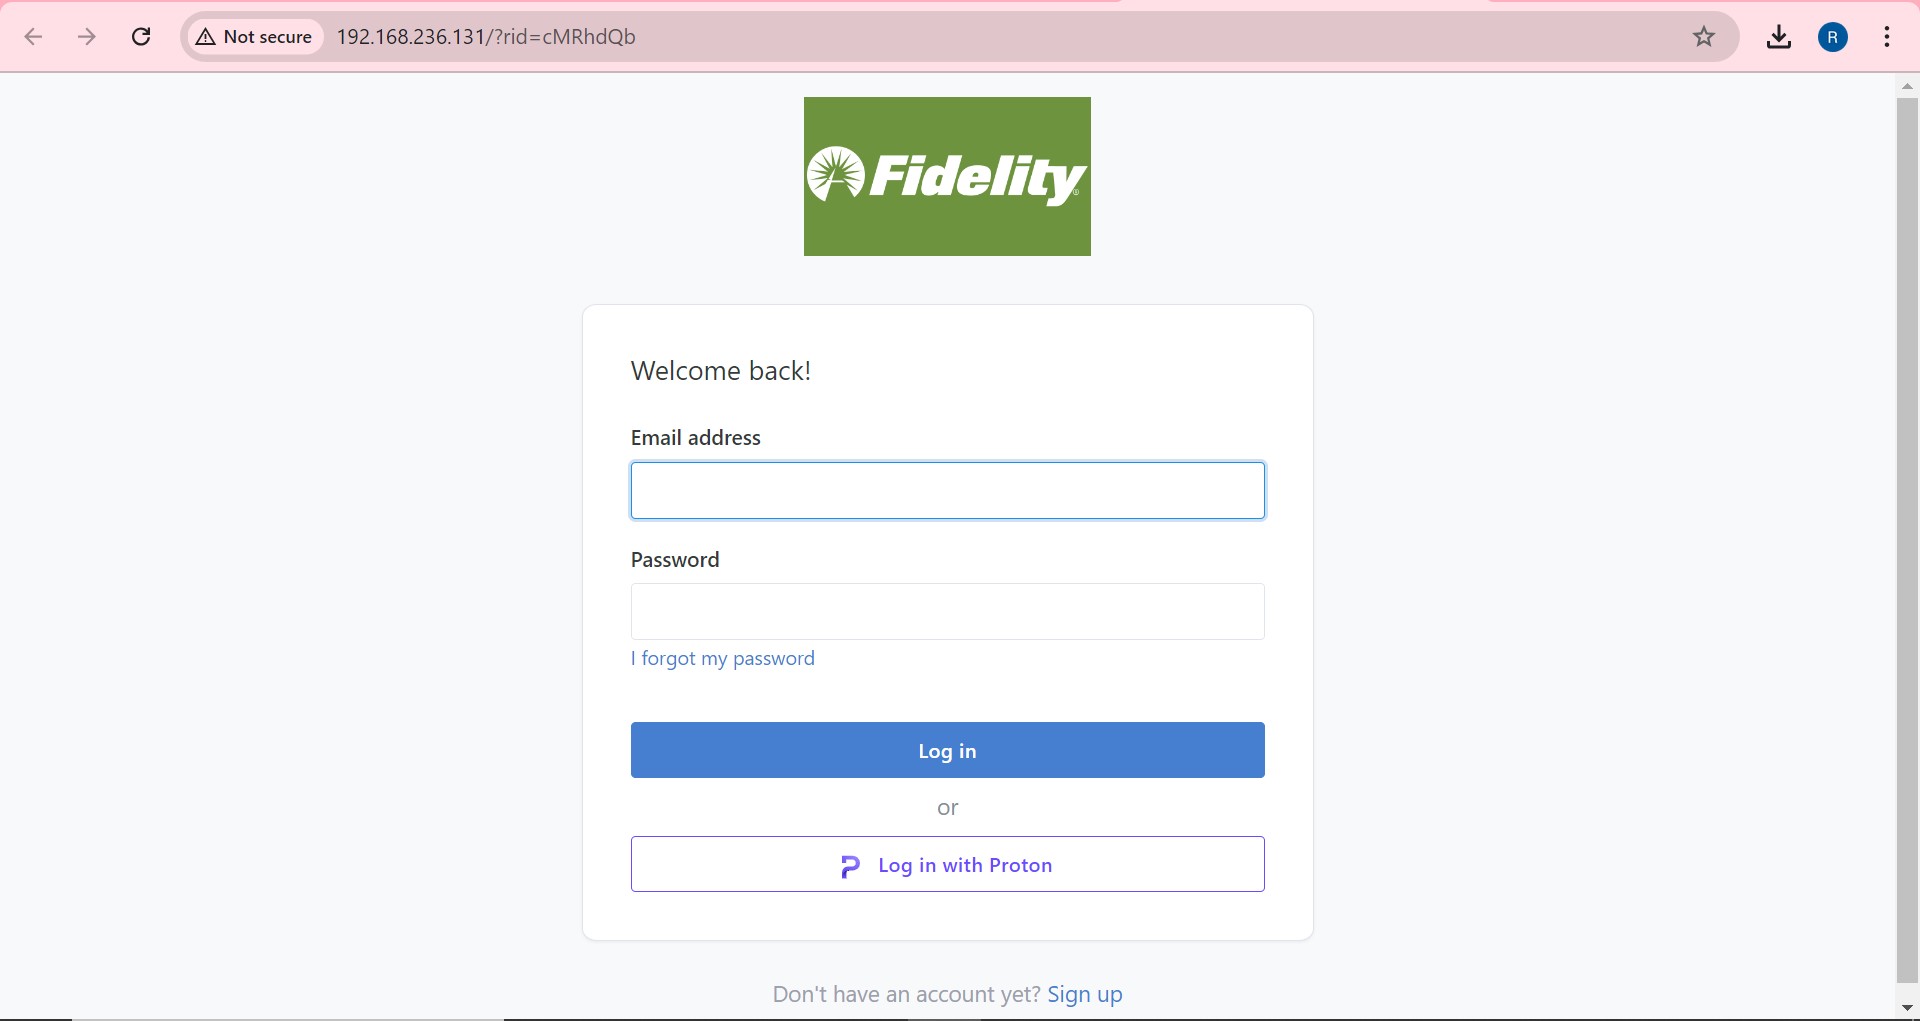 Not secure 192.168.236.131/?rid=cMRhdQb R
Fidelity®
Welcome back!
Email address
Password
I forgot my password
Log in
or
Log in with Proton
Don't have an account yet? Sign up